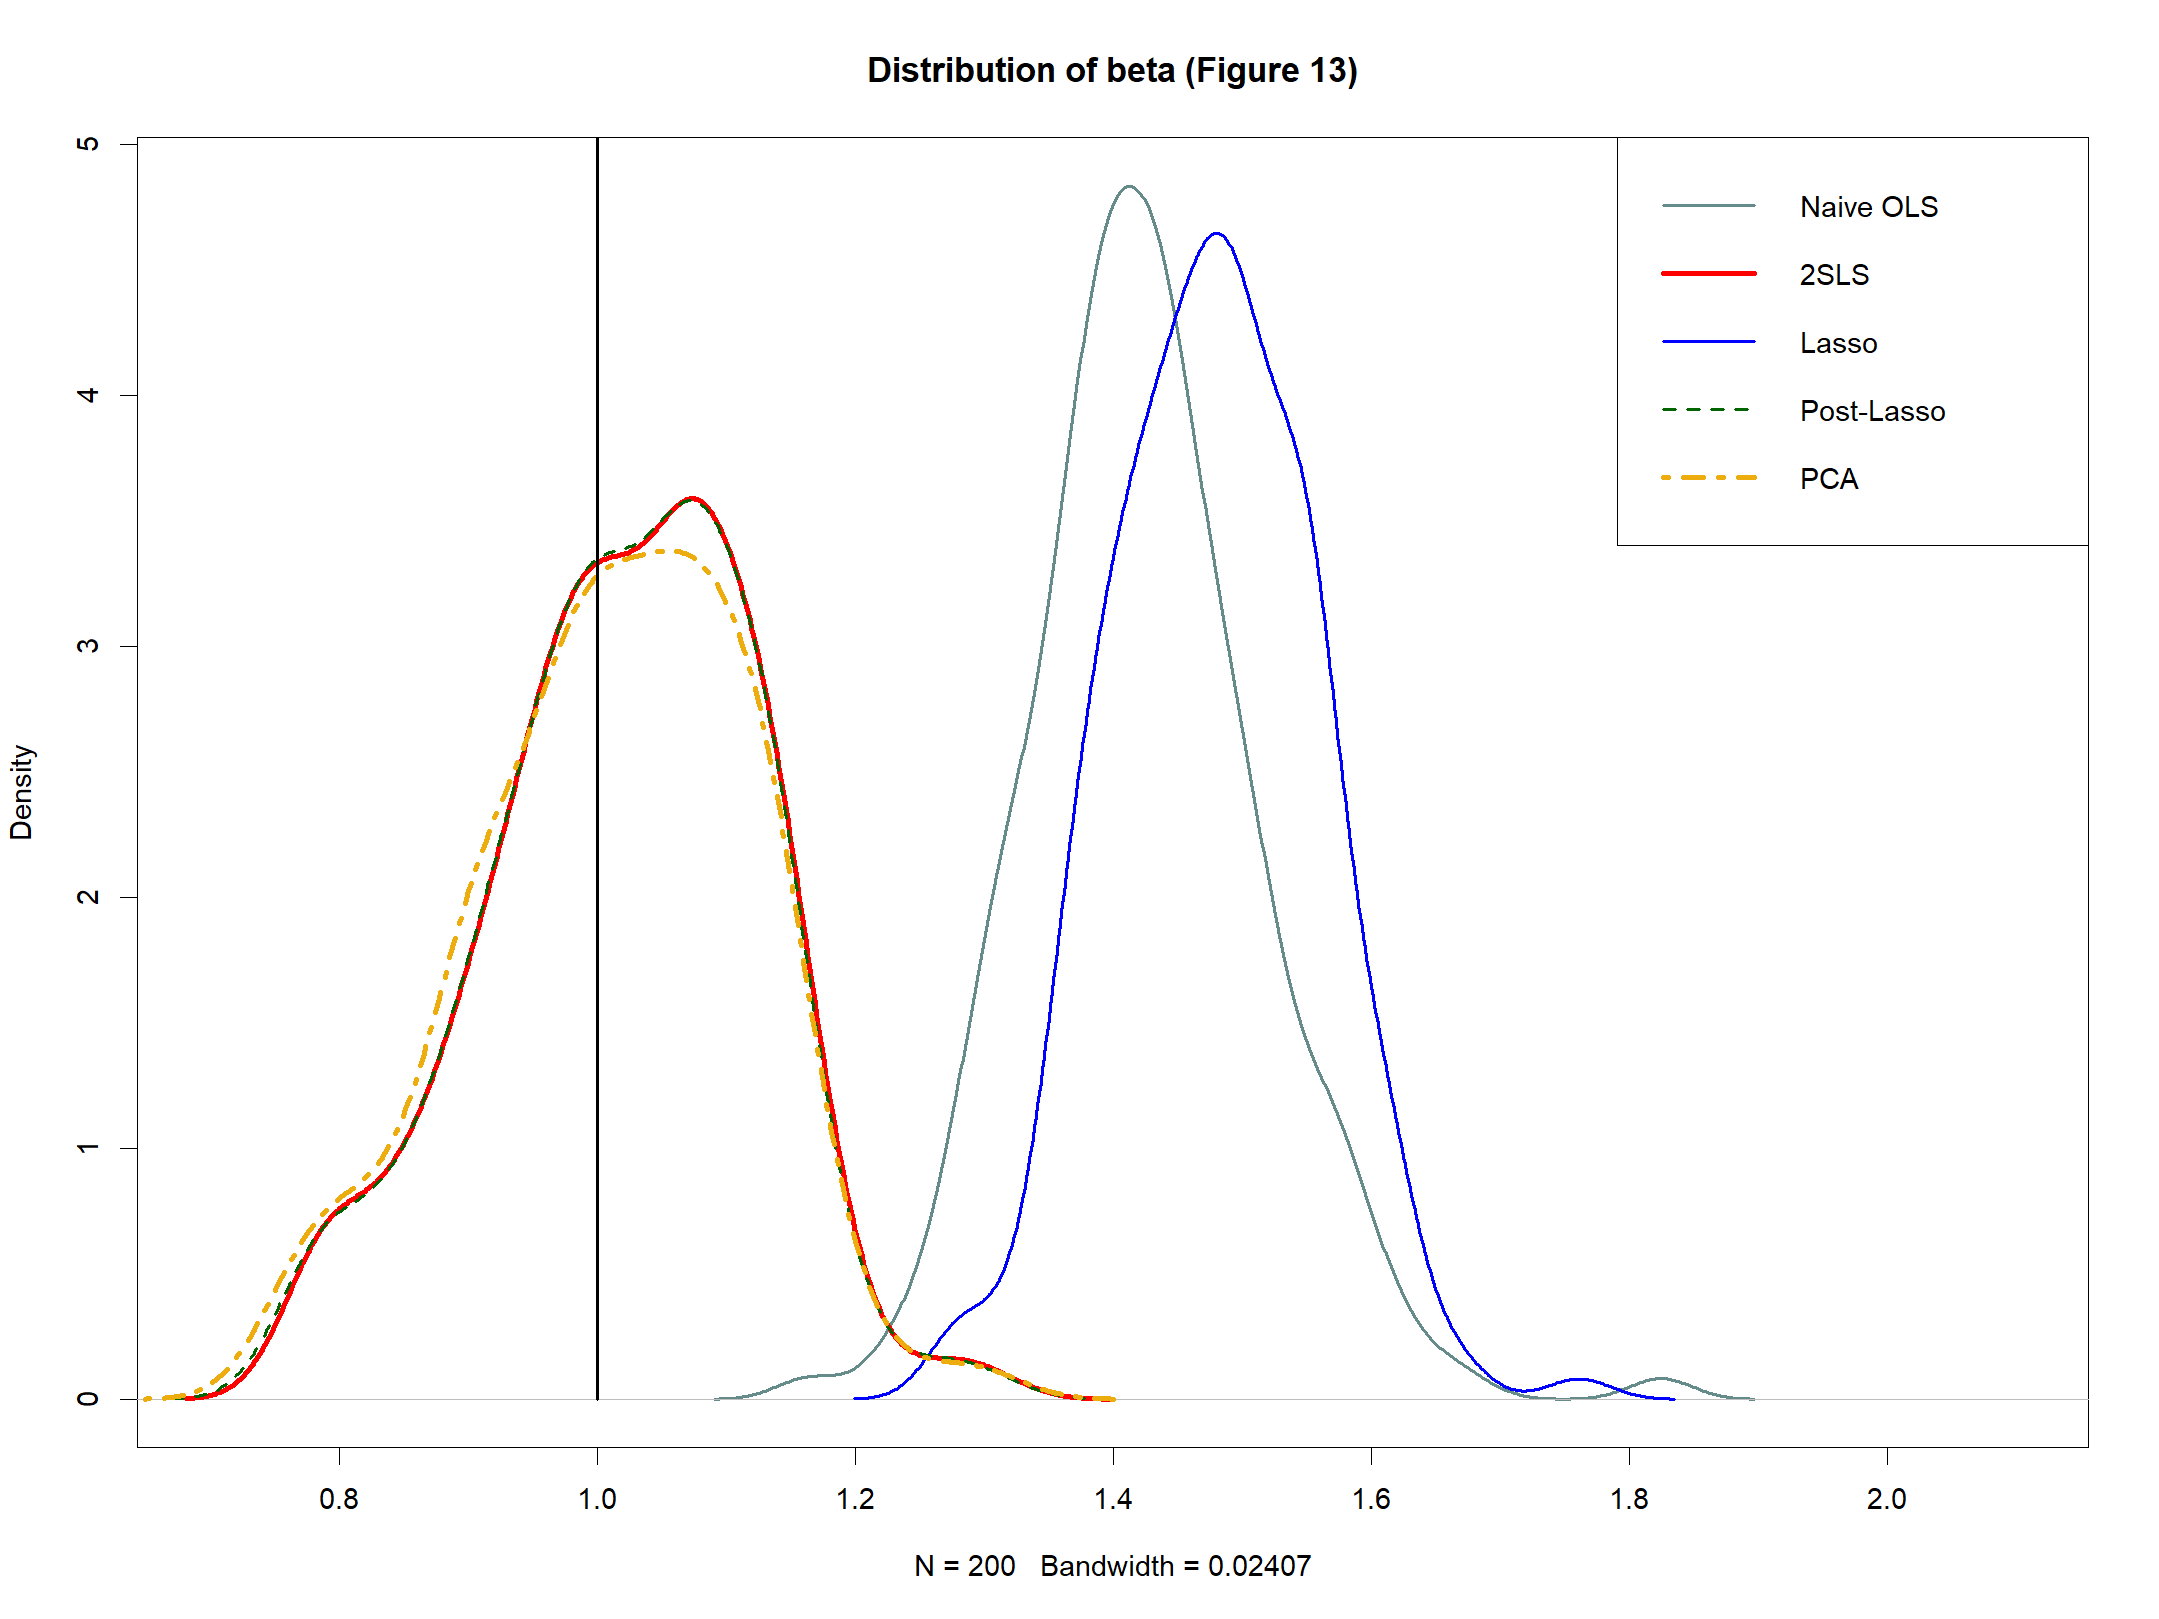 Distribution of beta (Figure 13)
5
4
3
2
1
0
Density
Naive OLS
2SLS
Lasso
Post-Lasso
PCA
0.8 1.0 1.2 1.4 1.6 1.8 2.0
N = 200 Bandwidth = 0.02407